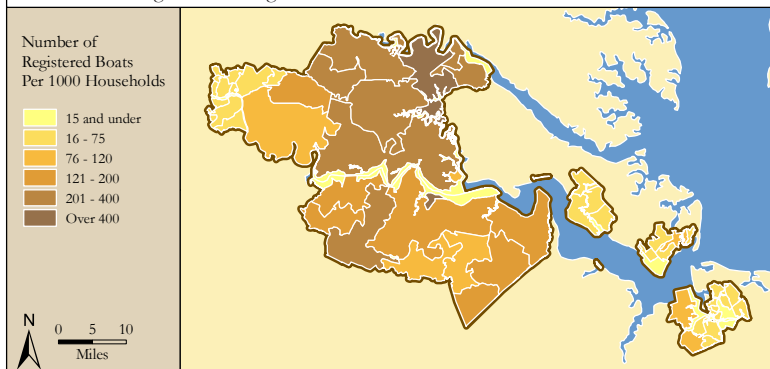 Number of
Registered Boats
Per 1000 Households
15 and under
16 - 75
76 - 120
121 - 200
201 - 400
Over 400
N
0 5 10
Miles